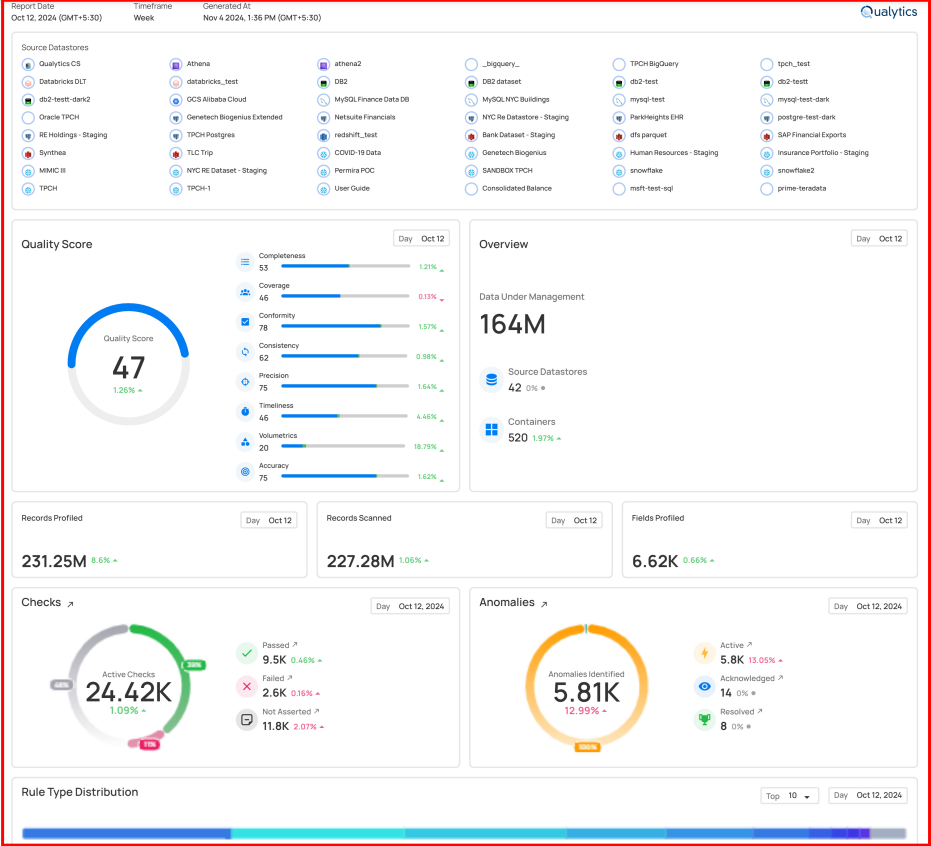 Report Date Timeframe Generated At
Oct 12, 2024 (GMT+5:30) Week Nov 4 2024, 1:36 PM (GMT+5:30)
Qualytics
Source Datastores
Qualytics CS Athena athena2 _bigquery_ TPCH BigQuery tpch_test
Databricks DLT databricks_test DB2 DB2 dataset db2-test db2-testt
db2-testt-dark2 GCS Alibaba Cloud MySQL Finance Data DB MySQL NYC Buildings mysql-test mysql-test-dark
Oracle TPCH Genetech Biogenius Extended Netsuite Financials NYC Re Datastore - Staging ParkHeights EHR postgre-test-dark
RE Holdings - Staging TPCH Postgres redshift_test Bank Dataset - Staging dfs parquet SAP Financial Exports
Synthea TLC Trip COVID-19 Data Genetech Biogenius Human Resources - Staging Insurance Portfolio - Staging
MIMIC III NYC RE Dataset - Staging Permira POC SANDBOX TPCH snowflake snowflake2
TPCH TPCH-1 User Guide Consolidated Balance msft-test-sql prime-teradata
Quality Score
Day Oct 12
Quality Score
47
1.26%
Completeness
53 1.21%
Coverage
46 0.13%
Conformity
78 1.57%
Consistency
62 0.98%
Precision
75 1.64%
Timeliness
46 4.46%
Volumetrics
20 18.79%
Accuracy
75 1.62%
Overview
Day Oct 12
Data Under Management
164M
Source Datastores
42 0%
Containers
520 1.97%
Records Profiled
Day Oct 12
231.25M 8.6%
Records Scanned
Day Oct 12
227.28M 1.06%
Fields Profiled
Day Oct 12
6.62K 0.66%
Checks
Day Oct 12, 2024
39%
48%
Active Checks
24.42K
1.09%
11%
Passed
9.5K 0.46%
Failed
2.6K 0.16%
Not Asserted
11.8K 2.07%
Anomalies
Day Oct 12, 2024
Anomalies Identified
5.81K
12.99%
100%
Active
5.8K 13.05%
Acknowledged
14 0%
Resolved
8 0%
Rule Type Distribution
Top 10
Day Oct 12, 2024